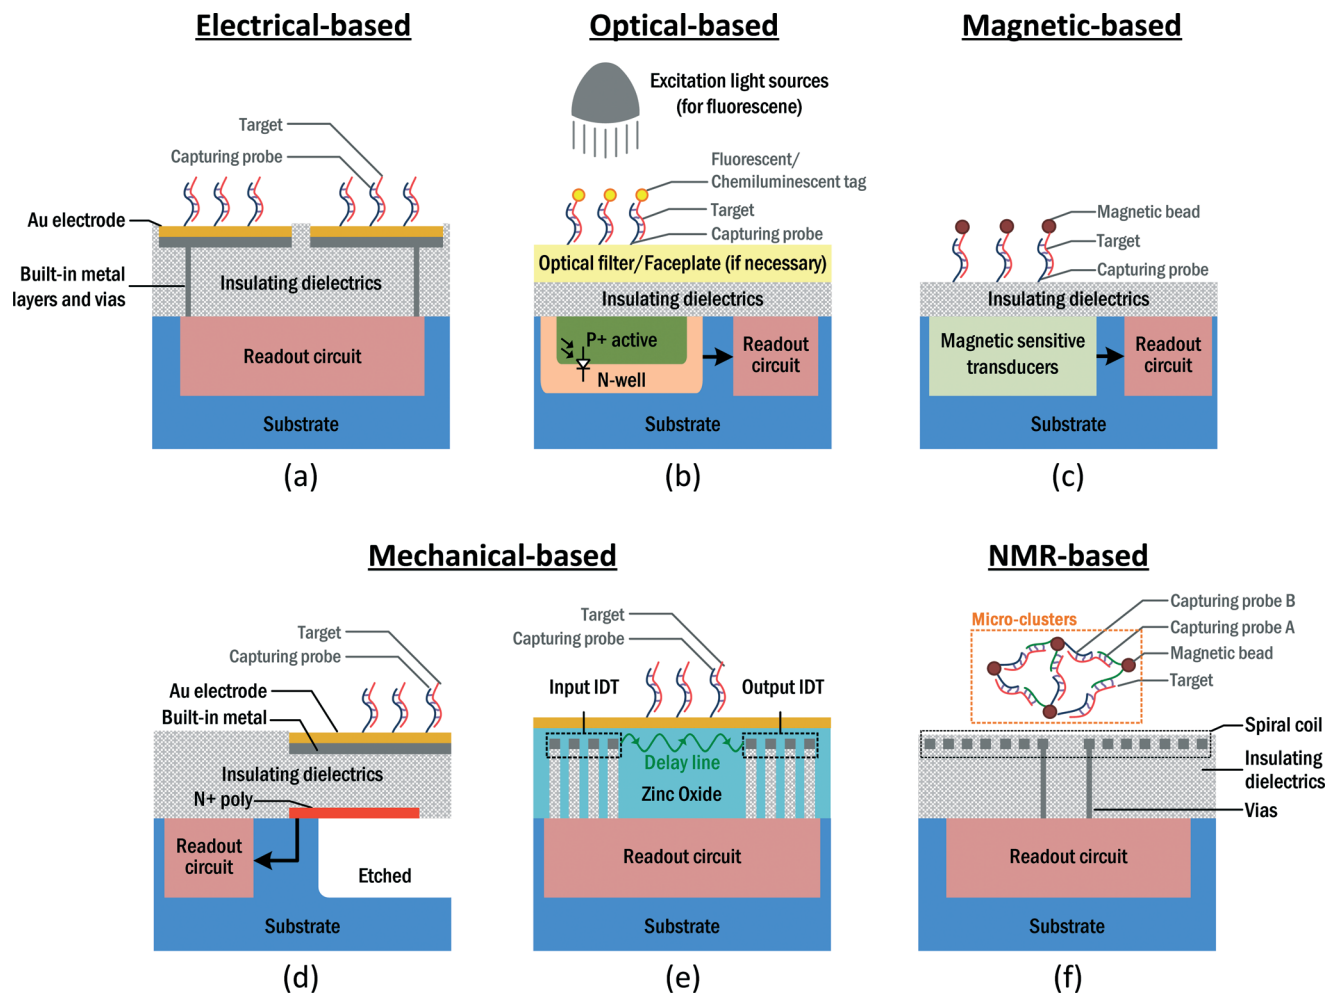 Electrical-based
Target
Capturing probe
Au electrode
Built-in metal
layers and vias
Insulating dielectrics
Readout circuit
Substrate
(a)
Optical-based
Excitation light sources
(for fluorescene)
Fluorescent/
Chemiluminescent tag
Target
Capturing probe
Optical filter/Faceplate (if necessary)
Insulating dielectrics
P+ active
N-well
Readout
circuit
Substrate
(b)
Magnetic-based
Magnetic bead
Target
Capturing probe
Insulating dielectrics
Magnetic sensitive
transducers
Readout
circuit
Substrate
(c)
Mechanical-based
Target
Capturing probe
Au electrode
Built-in metal
Insulating dielectrics
N+ poly
Readout
circuit
Etched
Substrate
(d)
Target
Capturing probe
Input IDT
Output IDT
Delay line
Zinc Oxide
Readout circuit
Substrate
(e)
NMR-based
Micro-clusters
Capturing probe B
Capturing probe A
Magnetic bead
Target
Spiral coil
Insulating
dielectrics
Vias
Readout circuit
Substrate
(f)